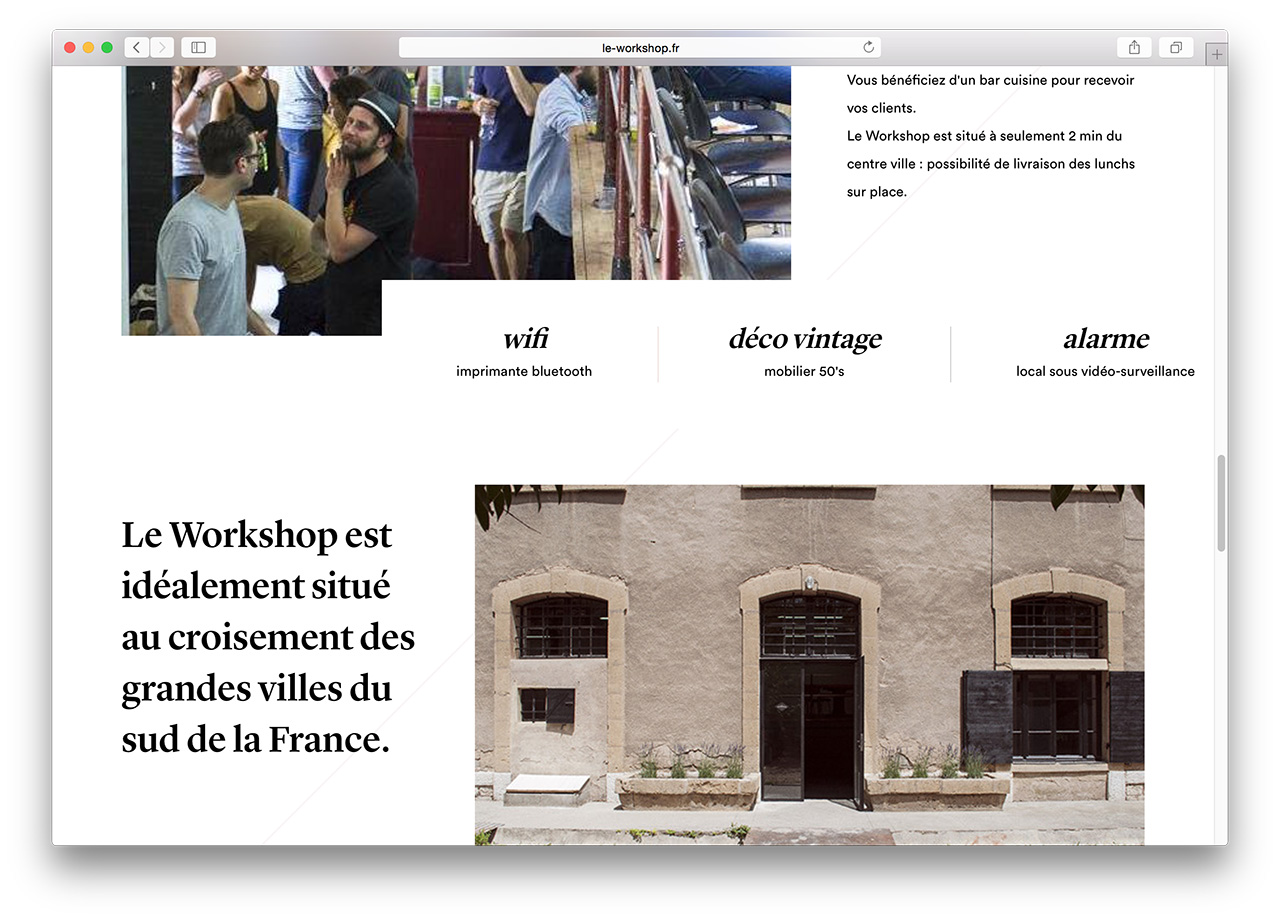 le-workshop.fr
Vous bénéficiez d'un bar cuisine pour recevoir
vos clients.
Le Workshop est situé à seulement 2 min du
centre ville : possibilité de livraison des lunchs
sur place.
wifi
imprimante bluetooth
déco vintage
mobilier 50's
alarme
local sous vidéo-surveillance
Le Workshop est
idéalement situé
au croisement des
grandes villes du
sud de la France.